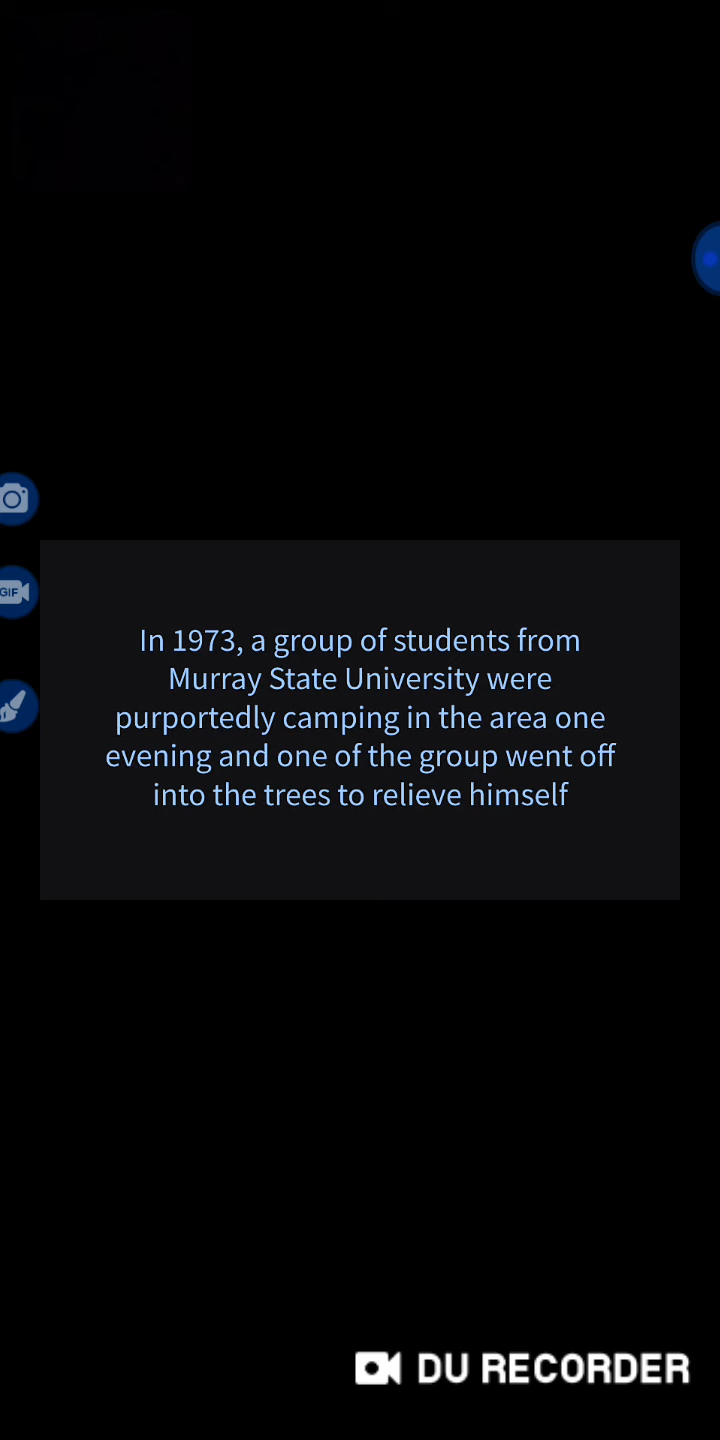 GIF
In 1973, a group of students from
Murray State University were
purportedly camping in the area one
evening and one of the group went off
into the trees to relieve himself
DU RECORDER